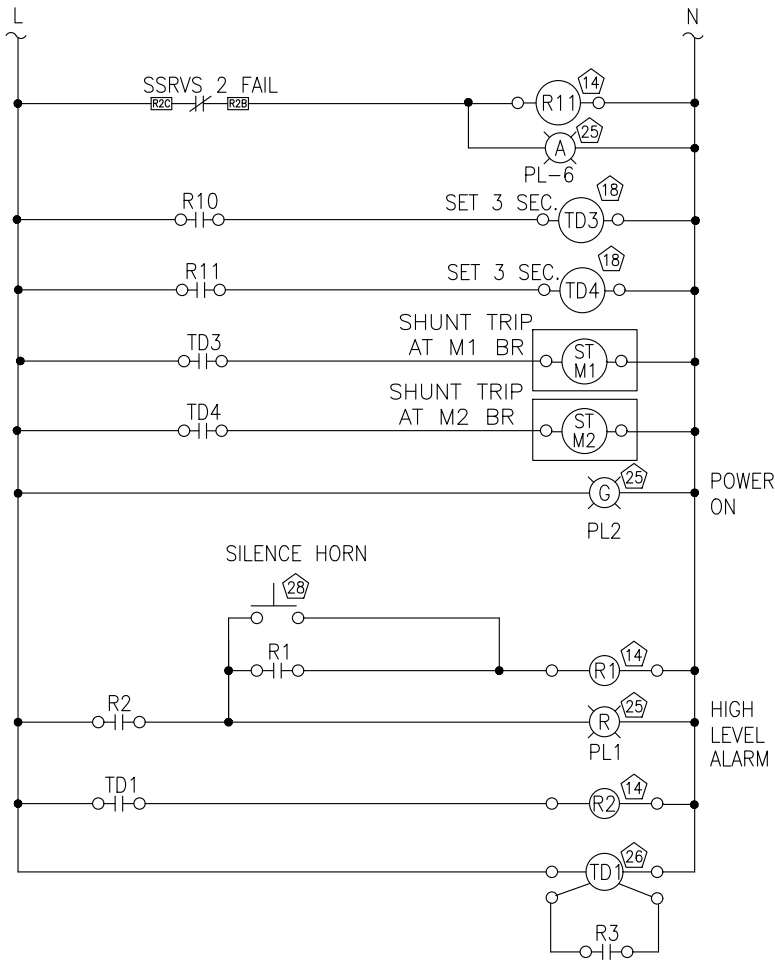 L N
SSRVS 2 FAIL
R2C R2B R11 14
A 25
PL-6
R10 SET 3 SEC. TD3 18
R11 SET 3 SEC. TD4 18
TD3 SHUNT TRIP
AT M1 BR ST
M1
TD4 SHUNT TRIP
AT M2 BR ST
M2
G 25 POWER
ON
PL2
SILENCE HORN
28
R1 R1 14
R2 R 25 HIGH
LEVEL
ALARM
PL1
TD1 R2 14
TD1 26
R3